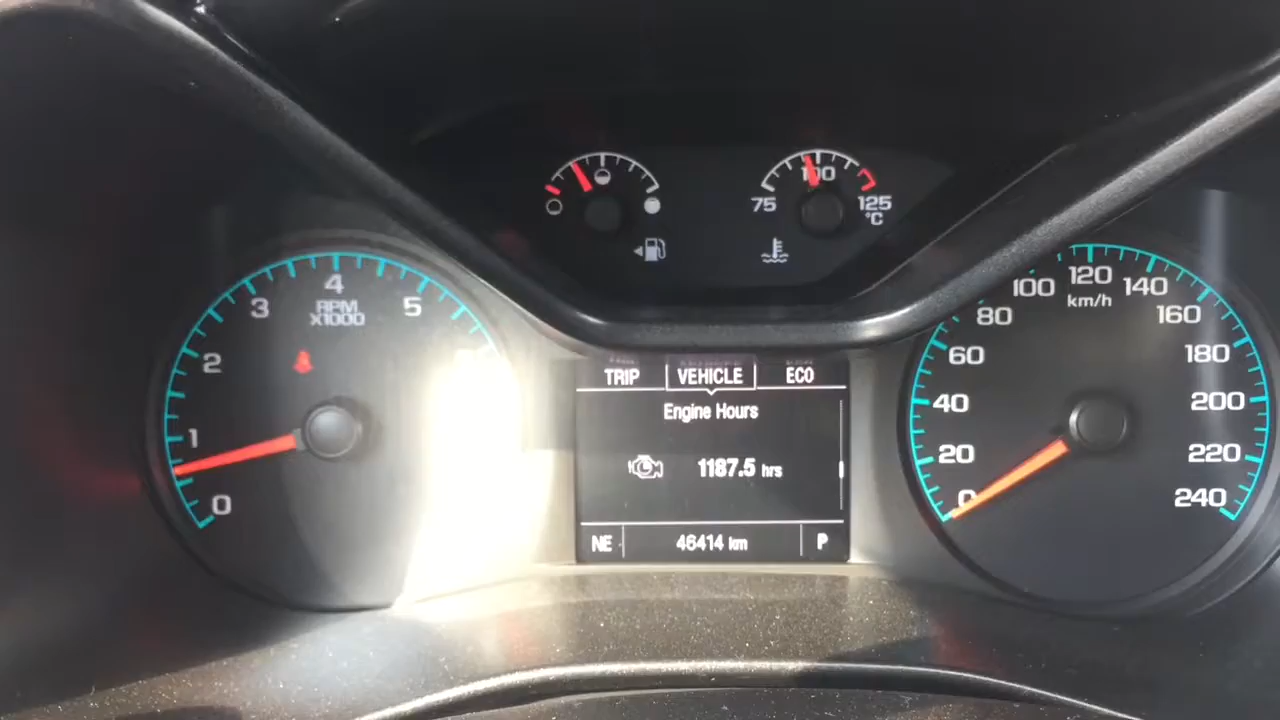 100
75
125
°C
4
3
5
RPM
X1000
2
1
0
TRIP
VEHICLE
ECO
Engine Hours
1187.5 hrs
NE
46414 km
P
120
100
140
km/h
80
160
60
180
40
200
20
220
0
240